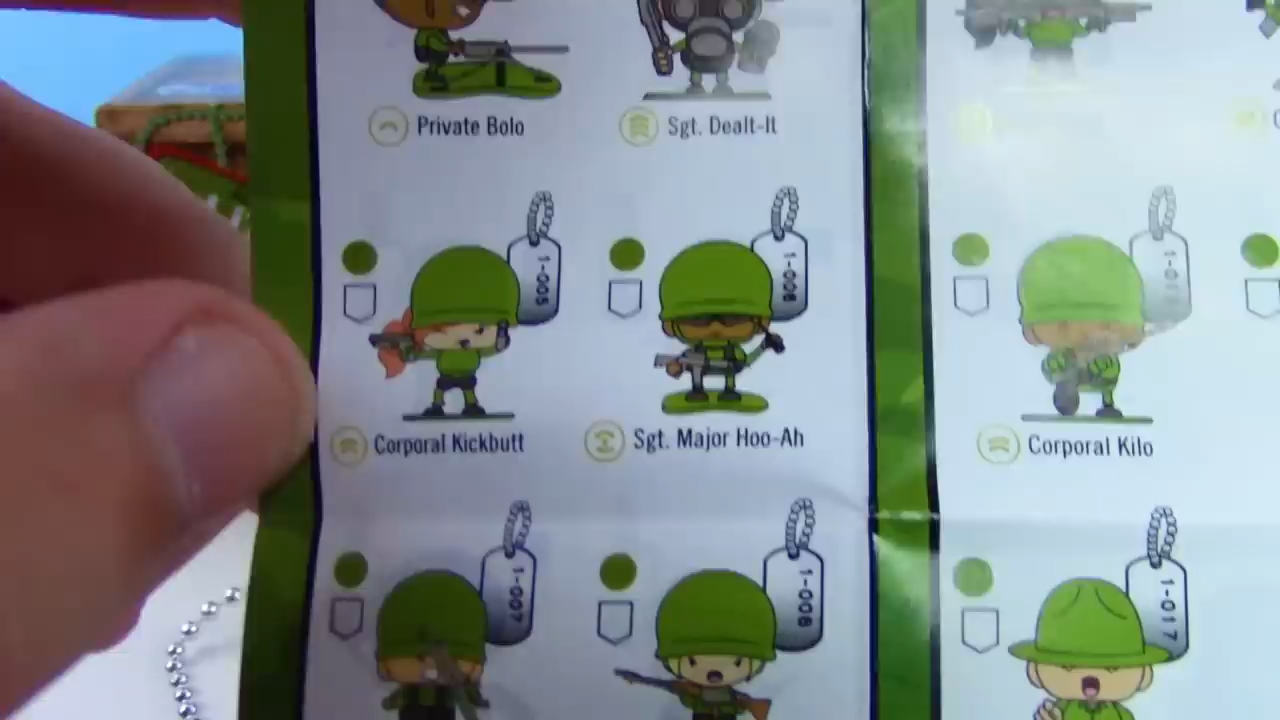 Private Bolo
Sgt. Dealt-It
1-005
1-006
Corporal Kickbutt
Sgt. Major Hoo-Ah
Corporal Kilo
1-007
1-008
1-017